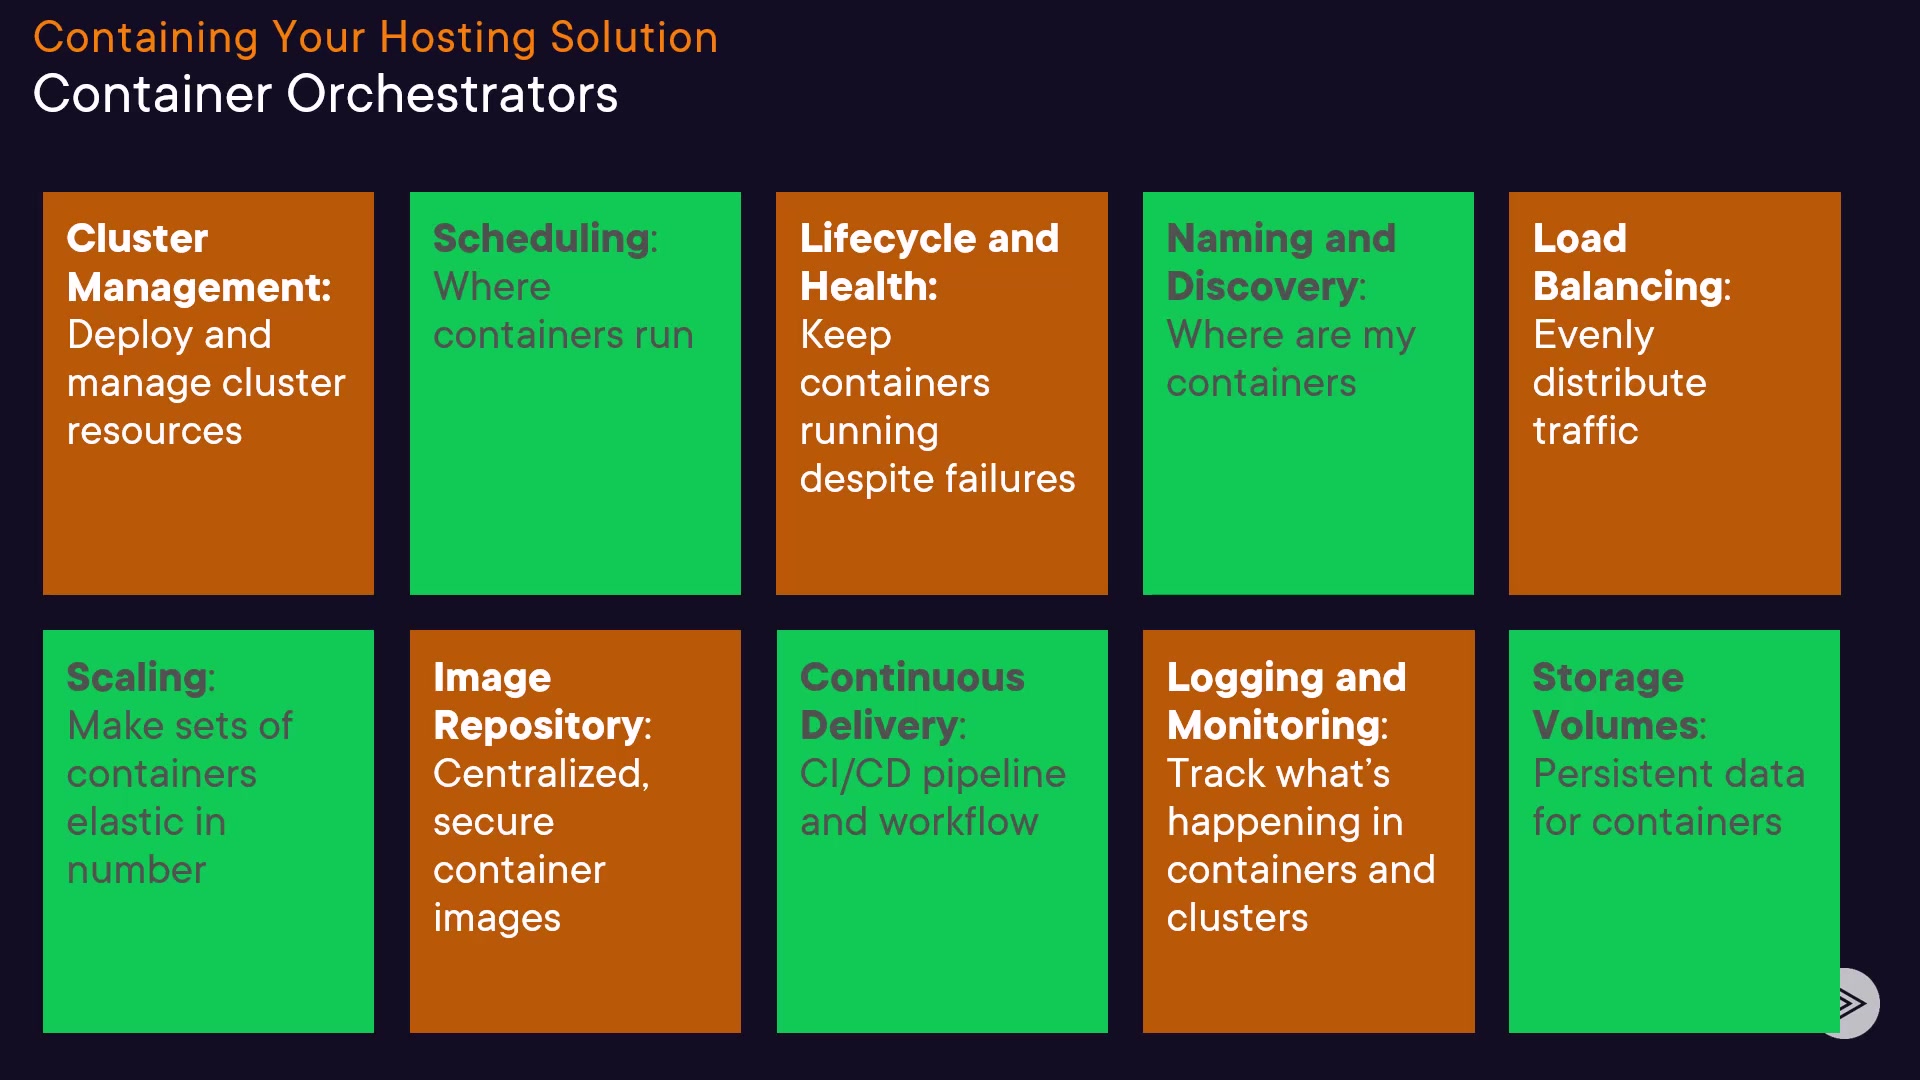 Containing Your Hosting Solution
Container Orchestrators
Cluster
Management:
Deploy and
manage cluster
resources
Scheduling:
Where
containers run
Lifecycle and
Health:
Keep
containers
running
despite failures
Naming and
Discovery:
Where are my
containers
Load
Balancing:
Evenly
distribute
traffic
Scaling:
Make sets of
containers
elastic in
number
Image
Repository:
Centralized,
secure
container
images
Continuous
Delivery:
CI/CD pipeline
and workflow
Logging and
Monitoring:
Track what’s
happening in
containers and
clusters
Storage
Volumes:
Persistent data
for containers